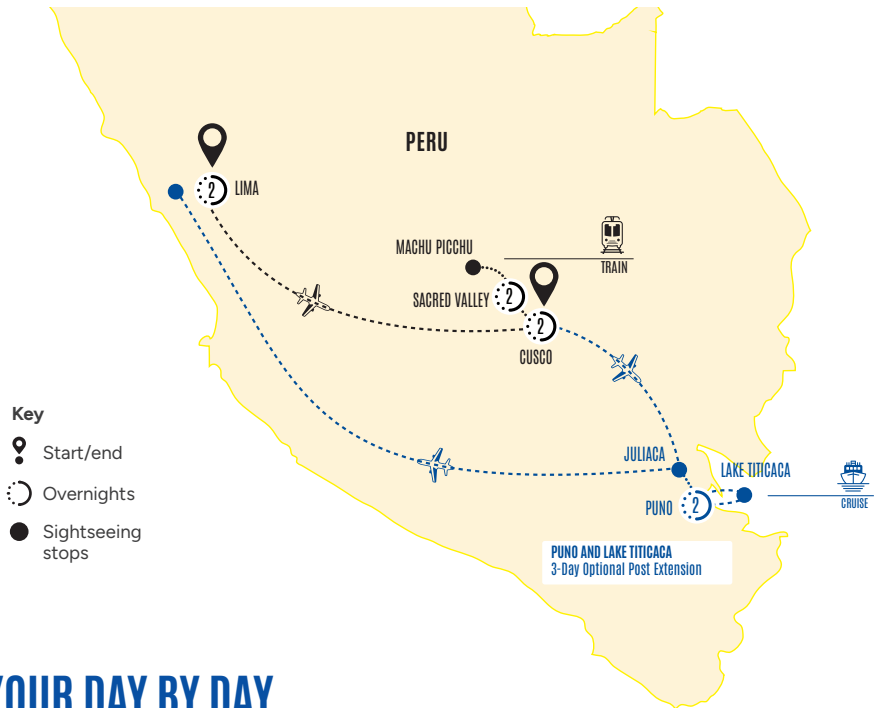 PERU
2
LIMA
MACHU PICCHU
TRAIN
SACRED VALLEY
2
2
CUSCO
Key
Start/end
Overnights
Sightseeing
stops
JULIACA
LAKE TITICACA
PUNO
2
CRUISE
PUNO AND LAKE TITICACA
3-Day Optional Post Extension
YOUR DAY BY DAY